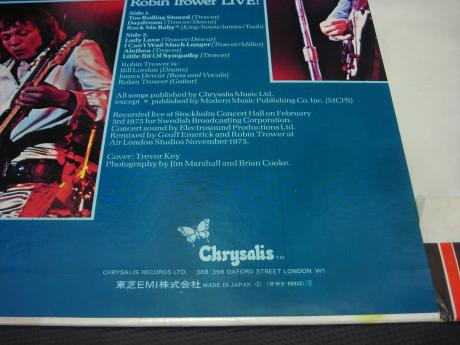 Robin Trower LIVE!
Side 1.
Too Rolling Stoned (Trower)
Daydream (Trower/Dewar)
Rock Me Baby* (King/Josea/James/Taub)
Side 2.
Lady Love (Trower/Dewar)
I Can't Wait Much Longer (Trower/Miller)
Alethea (Trower)
Little Bit Of Sympathy (Trower)
Robin Trower is:
Bill Lordan (Drums)
James Dewar (Bass and Vocals)
Robin Trower (Guitar)
All songs published by Chrysalis Music Ltd.
except * published by Modern Music Publishing Co. Inc. (MCPS)
Recorded live at Stockholm Concert Hall on February
3rd 1975 for Swedish Broadcasting Corporation.
Concert sound by Electrosound Productions Ltd.
Remixed by Geoff Emerick and Robin Trower at
Air London Studios November 1975.
Cover: Trevor Key
Photography by Jim Marshall and Brian Cooke.
Chrysalis TM
CHRYSALIS RECORDS LTD. 388/396 OXFORD STREET LONDON W1
東芝EMI株式会社 MADE IN JAPAN